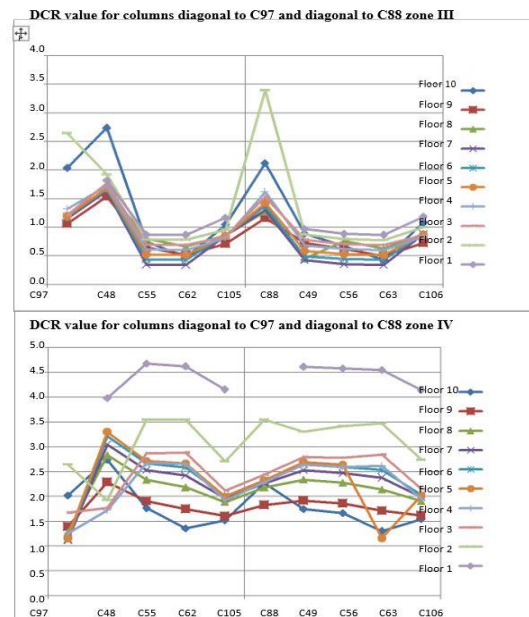 DCR value for columns diagonal to C97 and diagonal to C88 zone III
4.0
3.5
3.0
2.5
2.0
1.5
1.0
0.5
0.0
C97 C48 C55 C62 C105 C88 C49 C56 C63 C106
Floor 10
Floor 9
Floor 8
Floor 7
Floor 6
Floor 5
Floor 4
Floor 3
Floor 2
Floor 1
DCR value for columns diagonal to C97 and diagonal to C88 zone IV
5.0
4.5
4.0
3.5
3.0
2.5
2.0
1.5
1.0
0.5
0.0
C97 C48 C55 C62 C105 C88 C49 C56 C63 C106
Floor 10
Floor 9
Floor 8
Floor 7
Floor 6
Floor 5
Floor 4
Floor 3
Floor 2
Floor 1